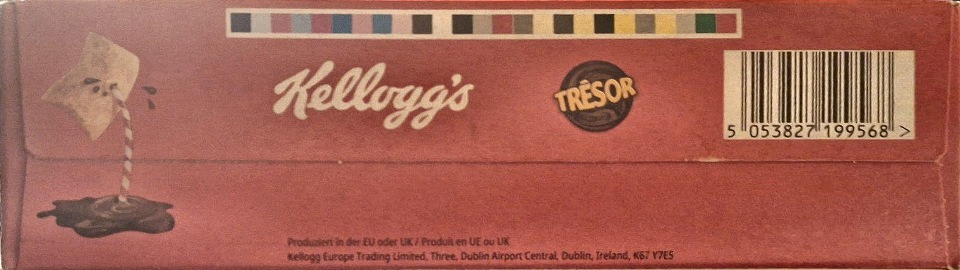 Kellogg's
TRĒSOR
5 053827 199568 >
Produziert in der EU oder UK / Produit en UE ou UK
Kellogg Europe Trading Limited, Three, Dublin Airport Central, Dublin, Ireland, K67 Y7E5